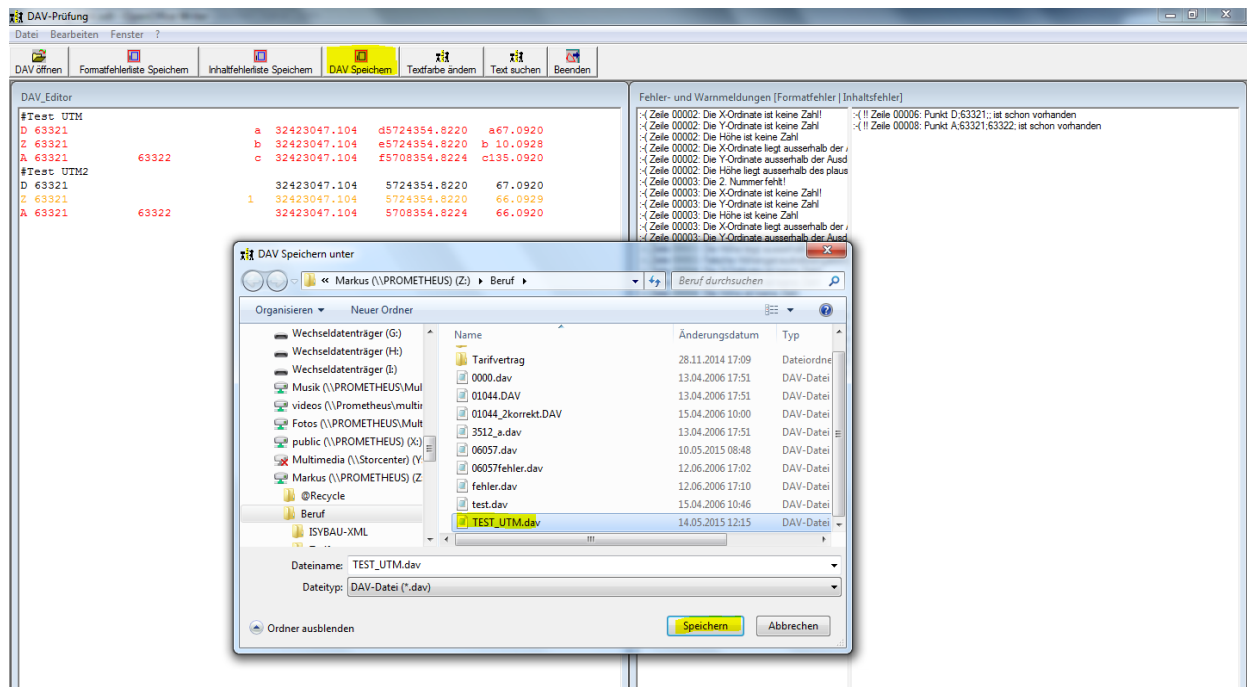 DAV-Prüfung
Datei Bearbeiten Fenster ?
DAV öffnen Formatfehlerliste Speichern Inhaltfehlerliste Speichern DAV Speichern Textfarbe ändern Text suchen Beenden
DAV_Editor
#Test UTM
D 63321 a 32423047.104 d5724354.8220 a67.0920
Z 63321 b 32423047.104 e5724354.8220 b 10.0928
A 63321 63322 c 32423047.104 f5708354.8224 c135.0920
#Test UTM2
D 63321 32423047.104 5724354.8220 67.0920
Z 63321 1 32423047.104 5724354.8220 66.0929
A 63321 63322 32423047.104 5708354.8224 66.0920
Fehler- und Warnmeldungen [Formatfehler | Inhaltsfehler]
:-( Zeile 00002: Die X-Ordinate ist keine Zahl!
:-( Zeile 00002: Die Y-Ordinate ist keine Zahl
:-( Zeile 00002: Die Höhe ist keine Zahl
:-( Zeile 00002: Die X-Ordinate liegt ausserhalb der
:-( Zeile 00002: Die Y-Ordinate ausserhalb der Ausd
:-( Zeile 00002: Die Höhe liegt ausserhalb des plaus
:-( Zeile 00003: Die 2. Nummer fehlt!
:-( Zeile 00003: Die X-Ordinate ist keine Zahl!
:-( Zeile 00003: Die Y-Ordinate ist keine Zahl
:-( Zeile 00003: Die Höhe ist keine Zahl
:-( Zeile 00003: Die X-Ordinate liegt ausserhalb der
:-( Zeile 00003: Die Y-Ordinate ausserhalb der Ausd
:-( !! Zeile 00006: Punkt D;63321;; ist schon vorhanden
:-( !! Zeile 00008: Punkt A;63321;63322; ist schon vorhanden
DAV Speichern unter
« Markus (\\PROMETHEUS) (Z:) Beruf
Beruf durchsuchen
Organisieren Neuer Ordner
Wechseldatenträger (G:)
Wechseldatenträger (H:)
Wechseldatenträger (I:)
Musik (\\PROMETHEUS\Mul
videos (\\Prometheus\multir
Fotos (\\PROMETHEUS\Mult
public (\\PROMETHEUS) (X:)
Multimedia (\\Storcenter) (Y:
Markus (\\PROMETHEUS) (Z
@Recycle
Beruf
ISYBAU-XML
Name Änderungsdatum Typ
Tarifvertrag 28.11.2014 17:09 Dateiordne
0000.dav 13.04.2006 17:51 DAV-Datei
01044.DAV 13.04.2006 17:51 DAV-Datei
01044_2korrekt.DAV 15.04.2006 10:00 DAV-Datei
3512_a.dav 13.04.2006 17:51 DAV-Datei
06057.dav 10.05.2015 08:48 DAV-Datei
06057fehler.dav 12.06.2006 17:02 DAV-Datei
fehler.dav 12.06.2006 17:10 DAV-Datei
test.dav 15.04.2006 10:46 DAV-Datei
TEST_UTM.dav 14.05.2015 12:15 DAV-Datei
Dateiname: TEST_UTM.dav
Dateityp: DAV-Datei (*.dav)
Ordner ausblenden
Speichern Abbrechen